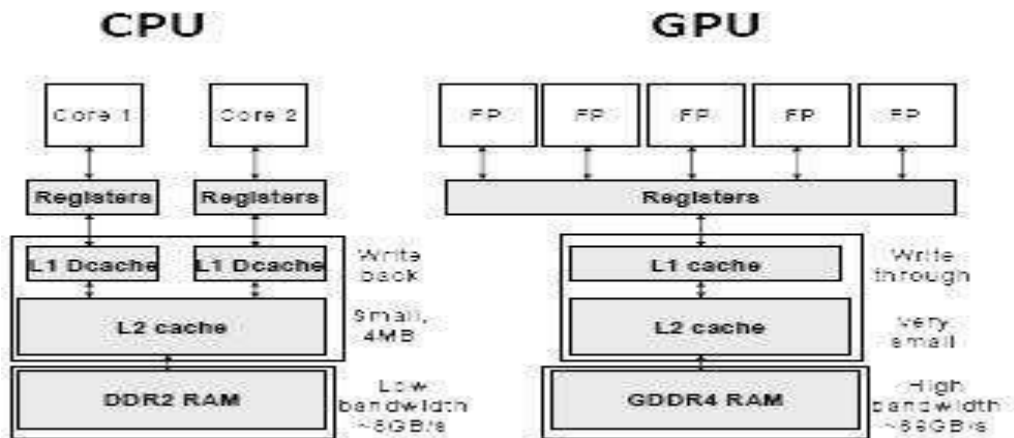 CPU
GPU
Core 1
Core 2
FP
FP
FP
FP
FP
Registers
Registers
Registers
L1 Dcache
L1 Dcache
Write
back
L1 cache
Write
through
L2 cache
Small,
4MB
L2 cache
very
small
DDR2 RAM
Low
bandwidth
GDDR4 RAM
High
bandwidth